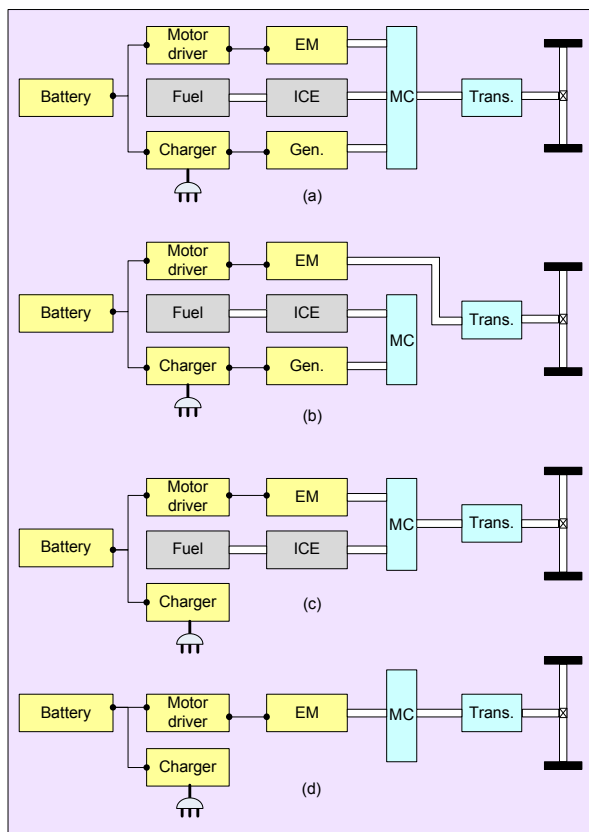 Motor
driver
EM
Battery
Fuel
ICE
MC
Trans.
Charger
Gen.
(a)
Motor
driver
EM
Battery
Fuel
ICE
MC
Trans.
Charger
Gen.
(b)
Motor
driver
EM
Battery
Fuel
ICE
MC
Trans.
Charger
(c)
Battery
Motor
driver
EM
MC
Trans.
Charger
(d)